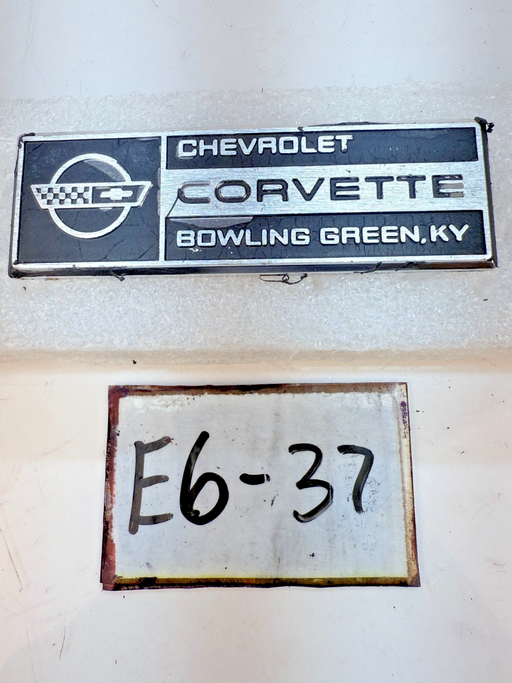 CHEVROLET
CORVETTE
BOWLING GREEN, KY
E6-37